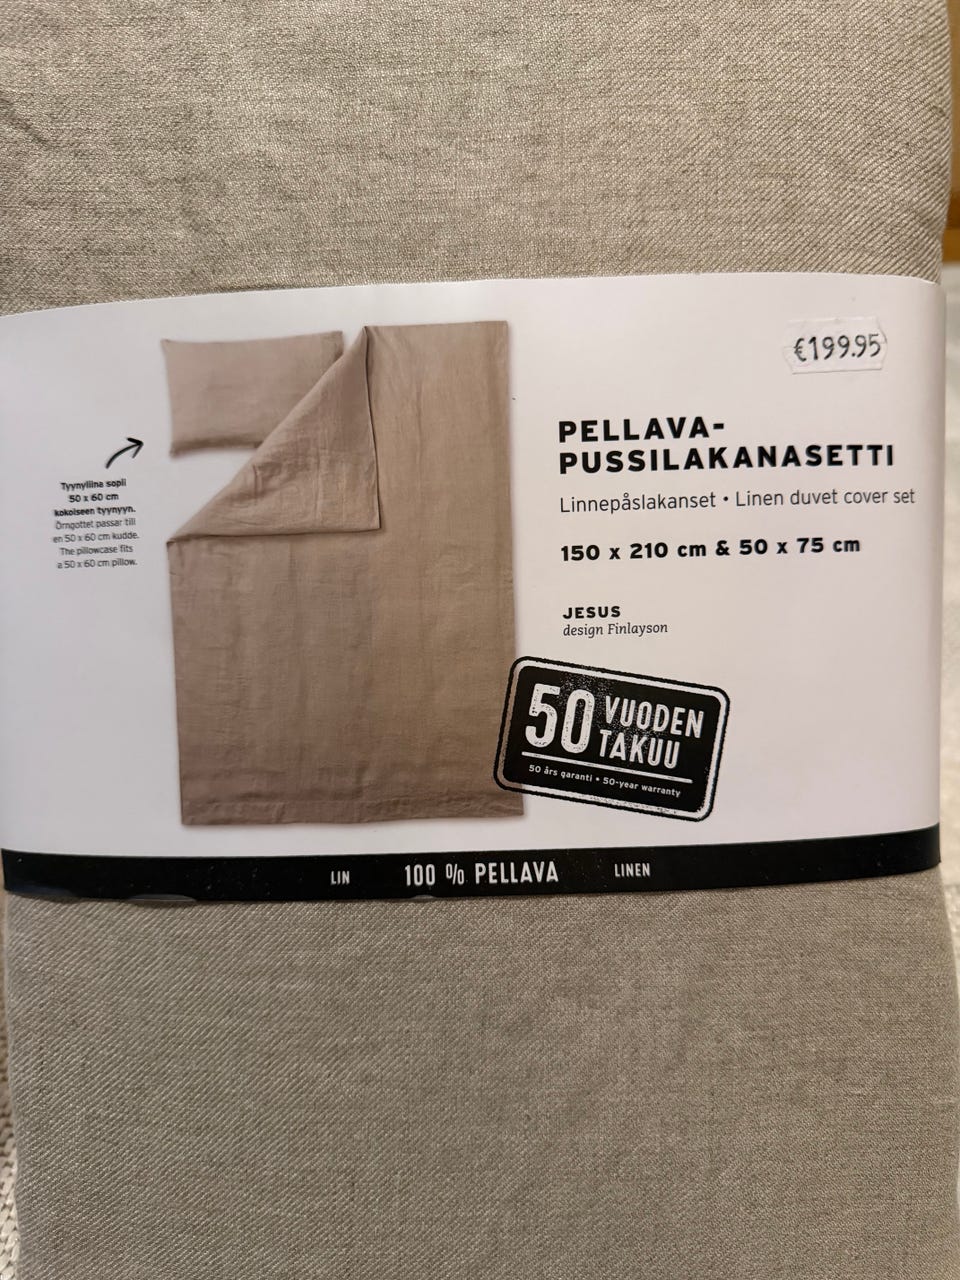 €199.95
PELLAVA-
PUSSILAKANASETTI
Linnepåslakanset • Linen duvet cover set
150 x 210 cm & 50 x 75 cm
JESUS
design Finlayson
Tyynyliina sopii
50 x 60 cm
kokoiseen tyynyyn.
Örngottet passar till
en 50 x 60 cm kudde.
The pillowcase fits
a 50 x 60 cm pillow.
50 VUODEN
TAKUU
50 års garanti • 50-year warranty
LIN 100 % PELLAVA LINEN